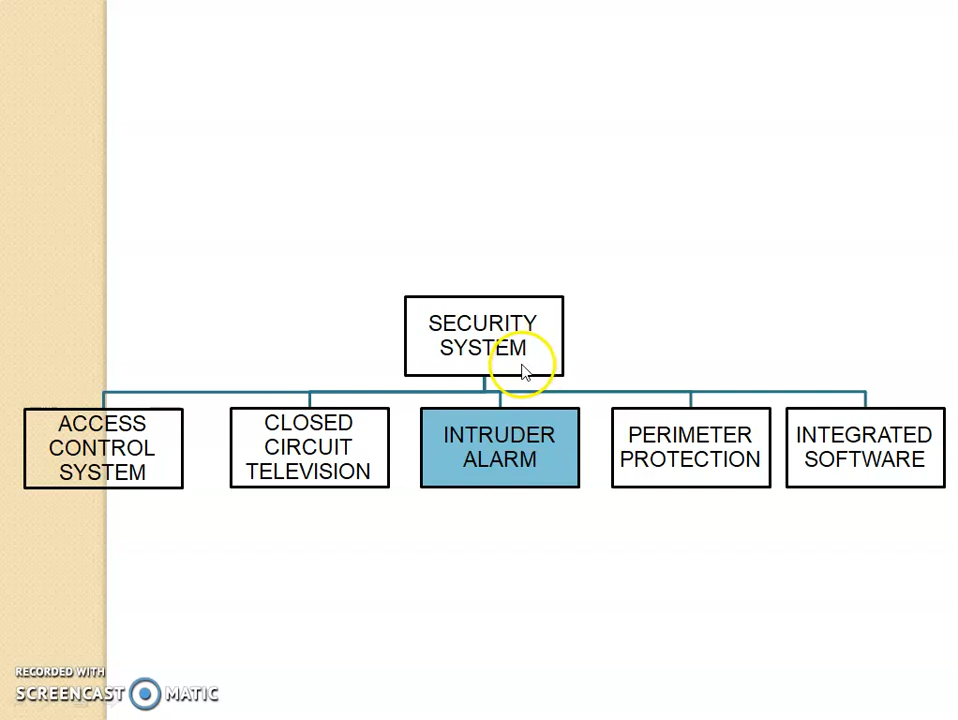 SECURITY
SYSTEM
ACCESS
CONTROL
SYSTEM
CLOSED
CIRCUIT
TELEVISION
INTRUDER
ALARM
PERIMETER
PROTECTION
INTEGRATED
SOFTWARE
RECORDED WITH
SCREENCAST MATIC